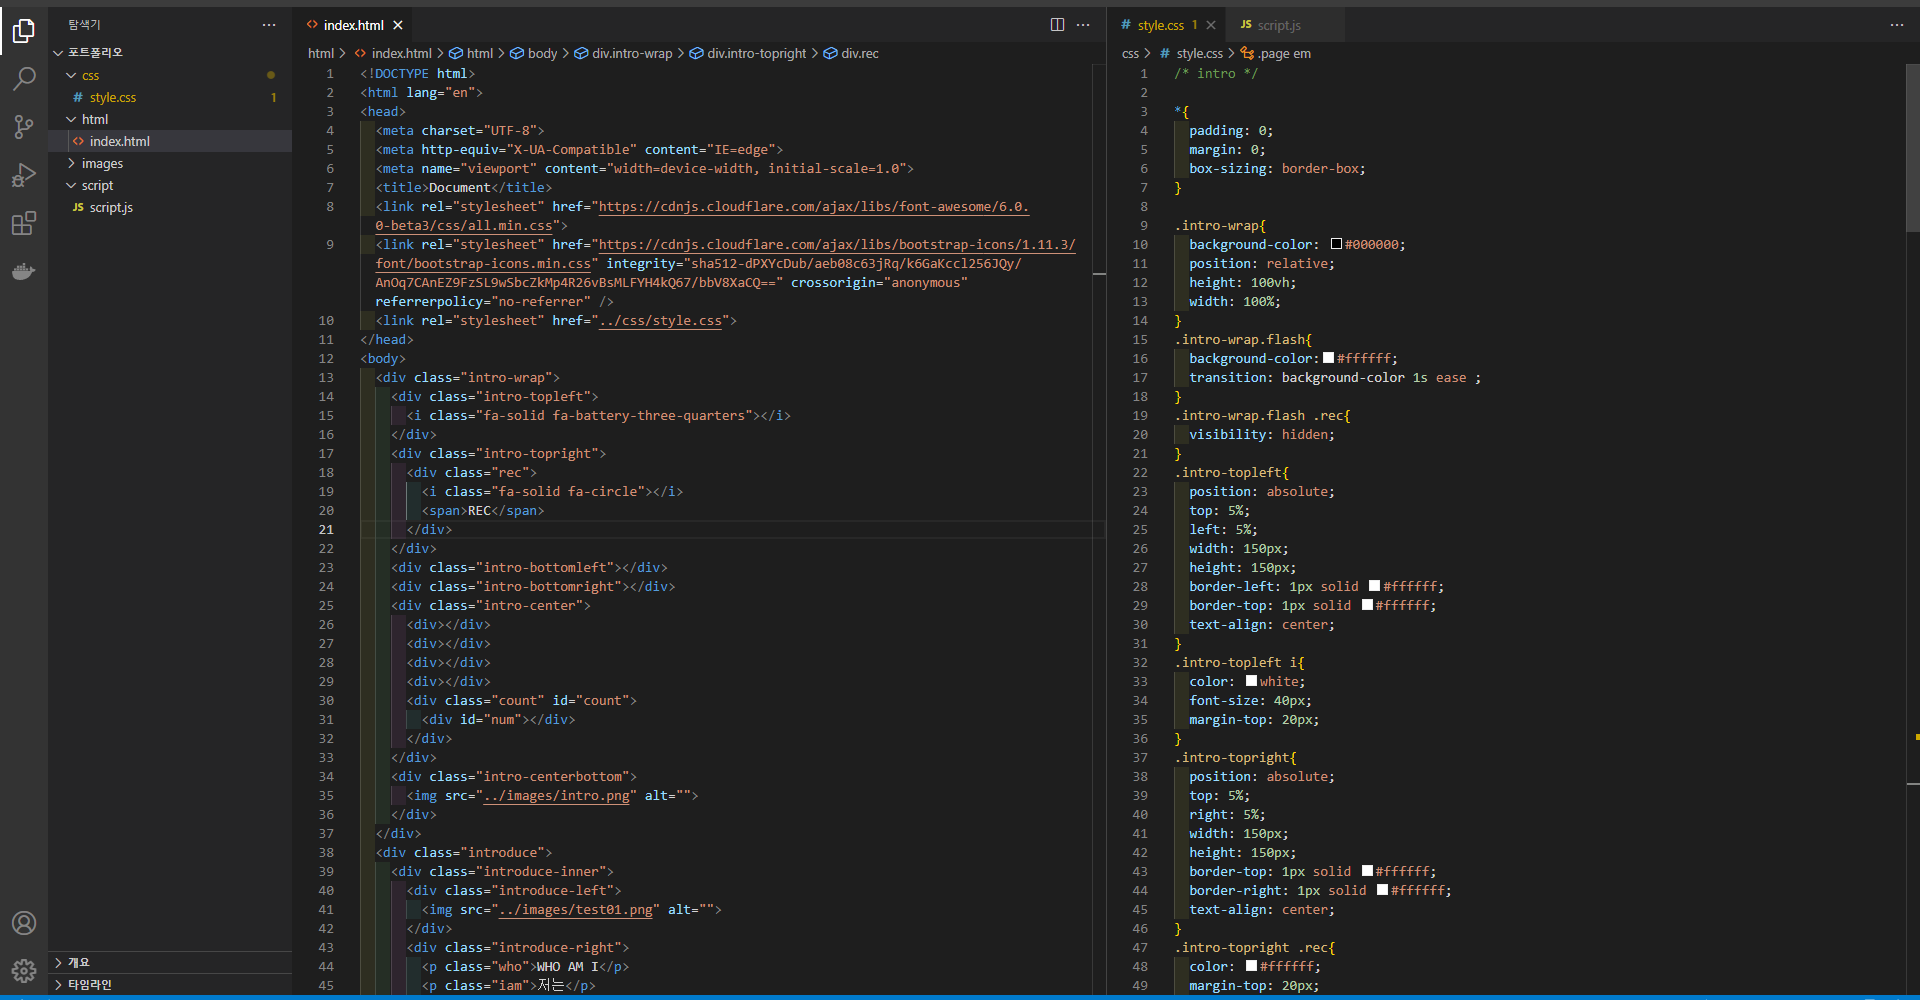 탐색기
포트폴리오
css
style.css 1
html
index.html
images
script
JS script.js
개요
타임라인
index.html
html > index.html > html > body > div.intro-wrap > div.intro-topright > div.rec
1 <!DOCTYPE html>
2 <html lang="en">
3 <head>
4 <meta charset="UTF-8">
5 <meta http-equiv="X-UA-Compatible" content="IE=edge">
6 <meta name="viewport" content="width=device-width, initial-scale=1.0">
7 <title>Document</title>
8 <link rel="stylesheet" href="https://cdnjs.cloudflare.com/ajax/libs/font-awesome/6.0.
0-beta3/css/all.min.css">
9 <link rel="stylesheet" href="https://cdnjs.cloudflare.com/ajax/libs/bootstrap-icons/1.11.3/
font/bootstrap-icons.min.css" integrity="sha512-dPXYcDub/aeb08c63jRq/k6GaKccl256JQy/
AnOq7CAnEZ9FzSL9wSbcZkMp4R26vBsMLFYH4kQ67/bbV8XaCQ==" crossorigin="anonymous"
referrerpolicy="no-referrer" />
10 <link rel="stylesheet" href="../css/style.css">
11 </head>
12 <body>
13 <div class="intro-wrap">
14 <div class="intro-topleft">
15 <i class="fa-solid fa-battery-three-quarters"></i>
16 </div>
17 <div class="intro-topright">
18 <div class="rec">
19 <i class="fa-solid fa-circle"></i>
20 <span>REC</span>
21 </div>
22 </div>
23 <div class="intro-bottomleft"></div>
24 <div class="intro-bottomright"></div>
25 <div class="intro-center">
26 <div></div>
27 <div></div>
28 <div></div>
29 <div></div>
30 <div class="count" id="count">
31 <div id="num"></div>
32 </div>
33 </div>
34 <div class="intro-centerbottom">
35 <img src="../images/intro.png" alt="">
36 </div>
37 </div>
38 <div class="introduce">
39 <div class="introduce-inner">
40 <div class="introduce-left">
41 <img src="../images/test01.png" alt="">
42 </div>
43 <div class="introduce-right">
44 <p class="who">WHO AM I</p>
45 <p class="iam">저는</p>
# style.css 1 JS script.js
css > # style.css > .page em
1 /* intro */
2
3 *{
4 padding: 0;
5 margin: 0;
6 box-sizing: border-box;
7 }
8
9 .intro-wrap{
10 background-color: #000000;
11 position: relative;
12 height: 100vh;
13 width: 100%;
14 }
15 .intro-wrap.flash{
16 background-color:#ffffff;
17 transition: background-color 1s ease ;
18 }
19 .intro-wrap.flash .rec{
20 visibility: hidden;
21 }
22 .intro-topleft{
23 position: absolute;
24 top: 5%;
25 left: 5%;
26 width: 150px;
27 height: 150px;
28 border-left: 1px solid #ffffff;
29 border-top: 1px solid #ffffff;
30 text-align: center;
31 }
32 .intro-topleft i{
33 color: white;
34 font-size: 40px;
35 margin-top: 20px;
36 }
37 .intro-topright{
38 position: absolute;
39 top: 5%;
40 right: 5%;
41 width: 150px;
42 height: 150px;
43 border-top: 1px solid #ffffff;
44 border-right: 1px solid #ffffff;
45 text-align: center;
46 }
47 .intro-topright .rec{
48 color: #ffffff;
49 margin-top: 20px;